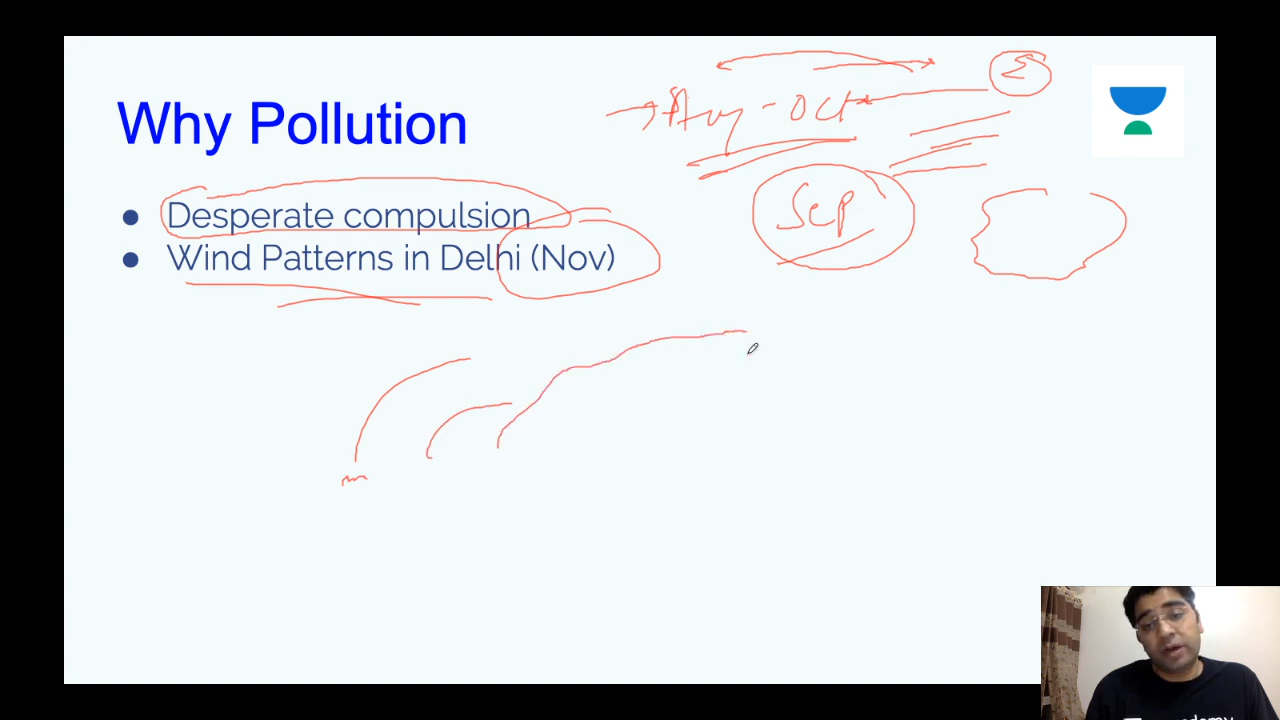 Why Pollution
Aug - Oct
Σ
Sep
● Desperate compulsion
● Wind Patterns in Delhi (Nov)